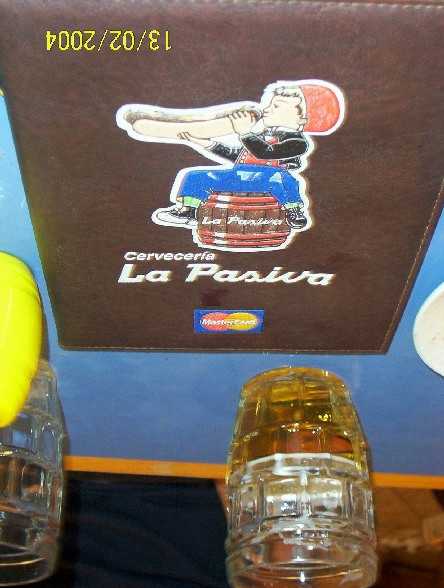 13/02/2004
La Pasiva
Cervecería
La Pasiva
MasterCard